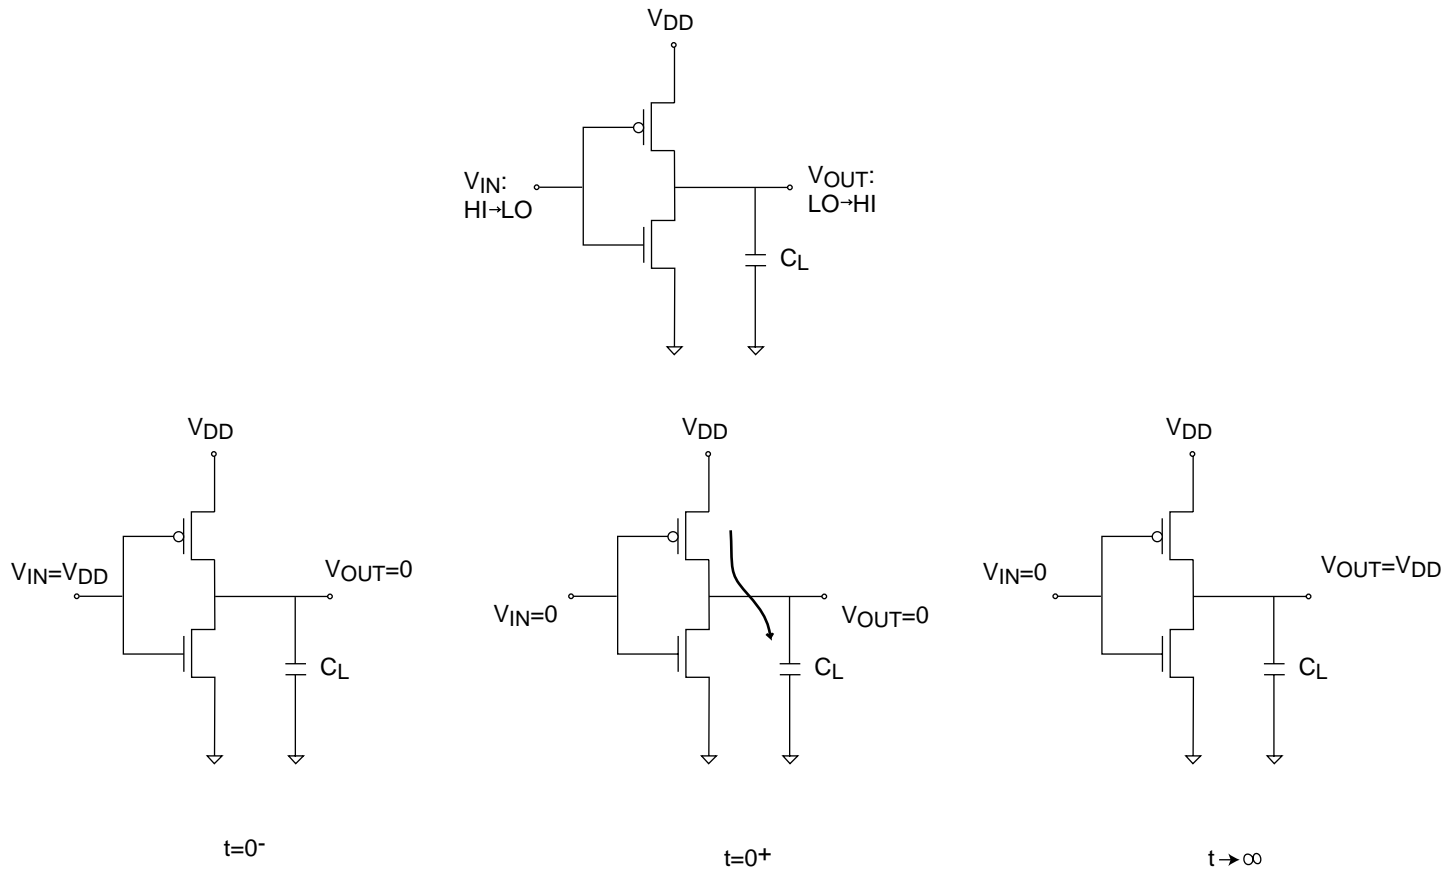 VDD
VIN:
HI→LO
VOUT:
LO→HI
CL
VDD
VIN=VDD
VOUT=0
CL
VDD
VIN=0
VOUT=0
CL
VDD
VIN=0
VOUT=VDD
CL
t=0-
t=0+
t→∞